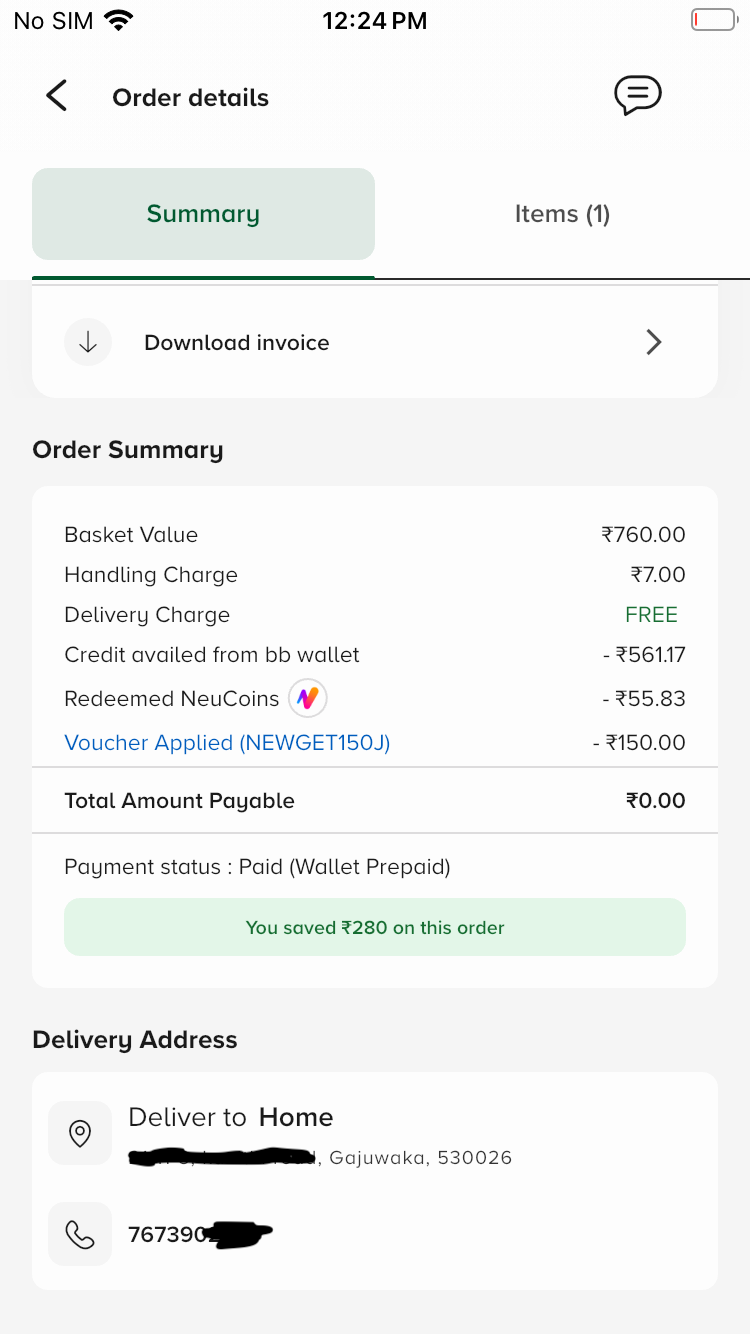 No SIM 12:24 PM
Order details
Summary Items (1)
Download invoice
Order Summary
Basket Value ₹760.00
Handling Charge ₹7.00
Delivery Charge FREE
Credit availed from bb wallet - ₹561.17
Redeemed NeuCoins - ₹55.83
Voucher Applied (NEWGET150J) - ₹150.00
Total Amount Payable ₹0.00
Payment status : Paid (Wallet Prepaid)
You saved ₹280 on this order
Delivery Address
Deliver to Home
, Gajuwaka, 530026